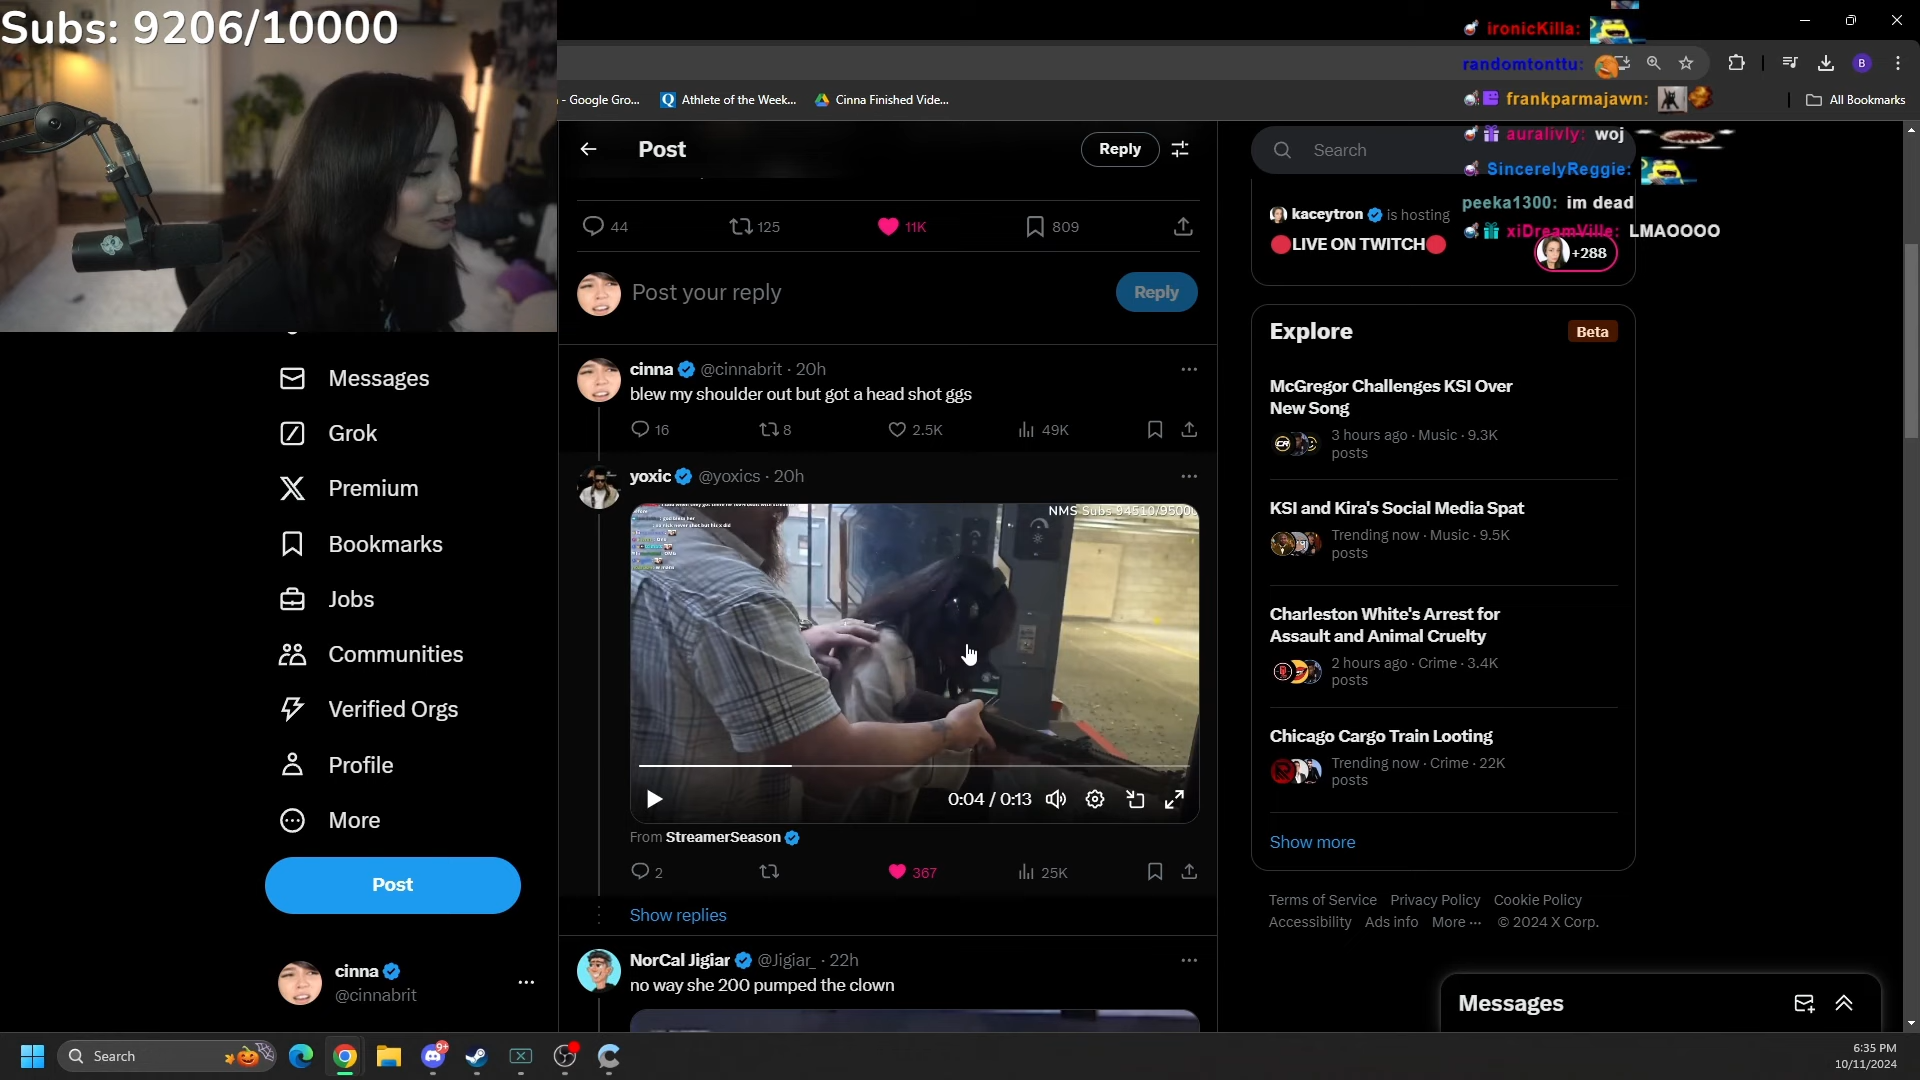 Subs: 9206/10000
- Google Gro...
Athlete of the Week...
Cinna Finished Vide...
B
All Bookmarks
ironicKilla:
randomtonttu:
frankparmajawn:
auralivly: woj
SincerelyReggie:
peeka1300: im dead
xiDreamVille: LMAOOOO
Post
Reply
44
125
11K
809
Post your reply
Reply
cinna @cinnabrit · 20h
blew my shoulder out but got a head shot ggs
16
8
2.5K
49K
yoxic @yoxics · 20h
NMS Subs 94510/9500
0:04 / 0:13
From StreamerSeason
2
367
25K
Show replies
NorCal Jigiar @Jigiar_ · 22h
no way she 200 pumped the clown
Messages
Grok
Premium
Bookmarks
Jobs
Communities
Verified Orgs
Profile
More
Post
cinna
@cinnabrit
Search
kaceytron is hosting
LIVE ON TWITCH
+288
Explore
Beta
McGregor Challenges KSI Over
New Song
3 hours ago · Music · 9.3K
posts
KSI and Kira's Social Media Spat
Trending now · Music · 9.5K
posts
Charleston White's Arrest for
Assault and Animal Cruelty
2 hours ago · Crime · 3.4K
posts
Chicago Cargo Train Looting
Trending now · Crime · 22K
posts
Show more
Terms of Service Privacy Policy Cookie Policy
Accessibility Ads info More ··· © 2024 X Corp.
Messages
Search
9+
6:35 PM
10/11/2024